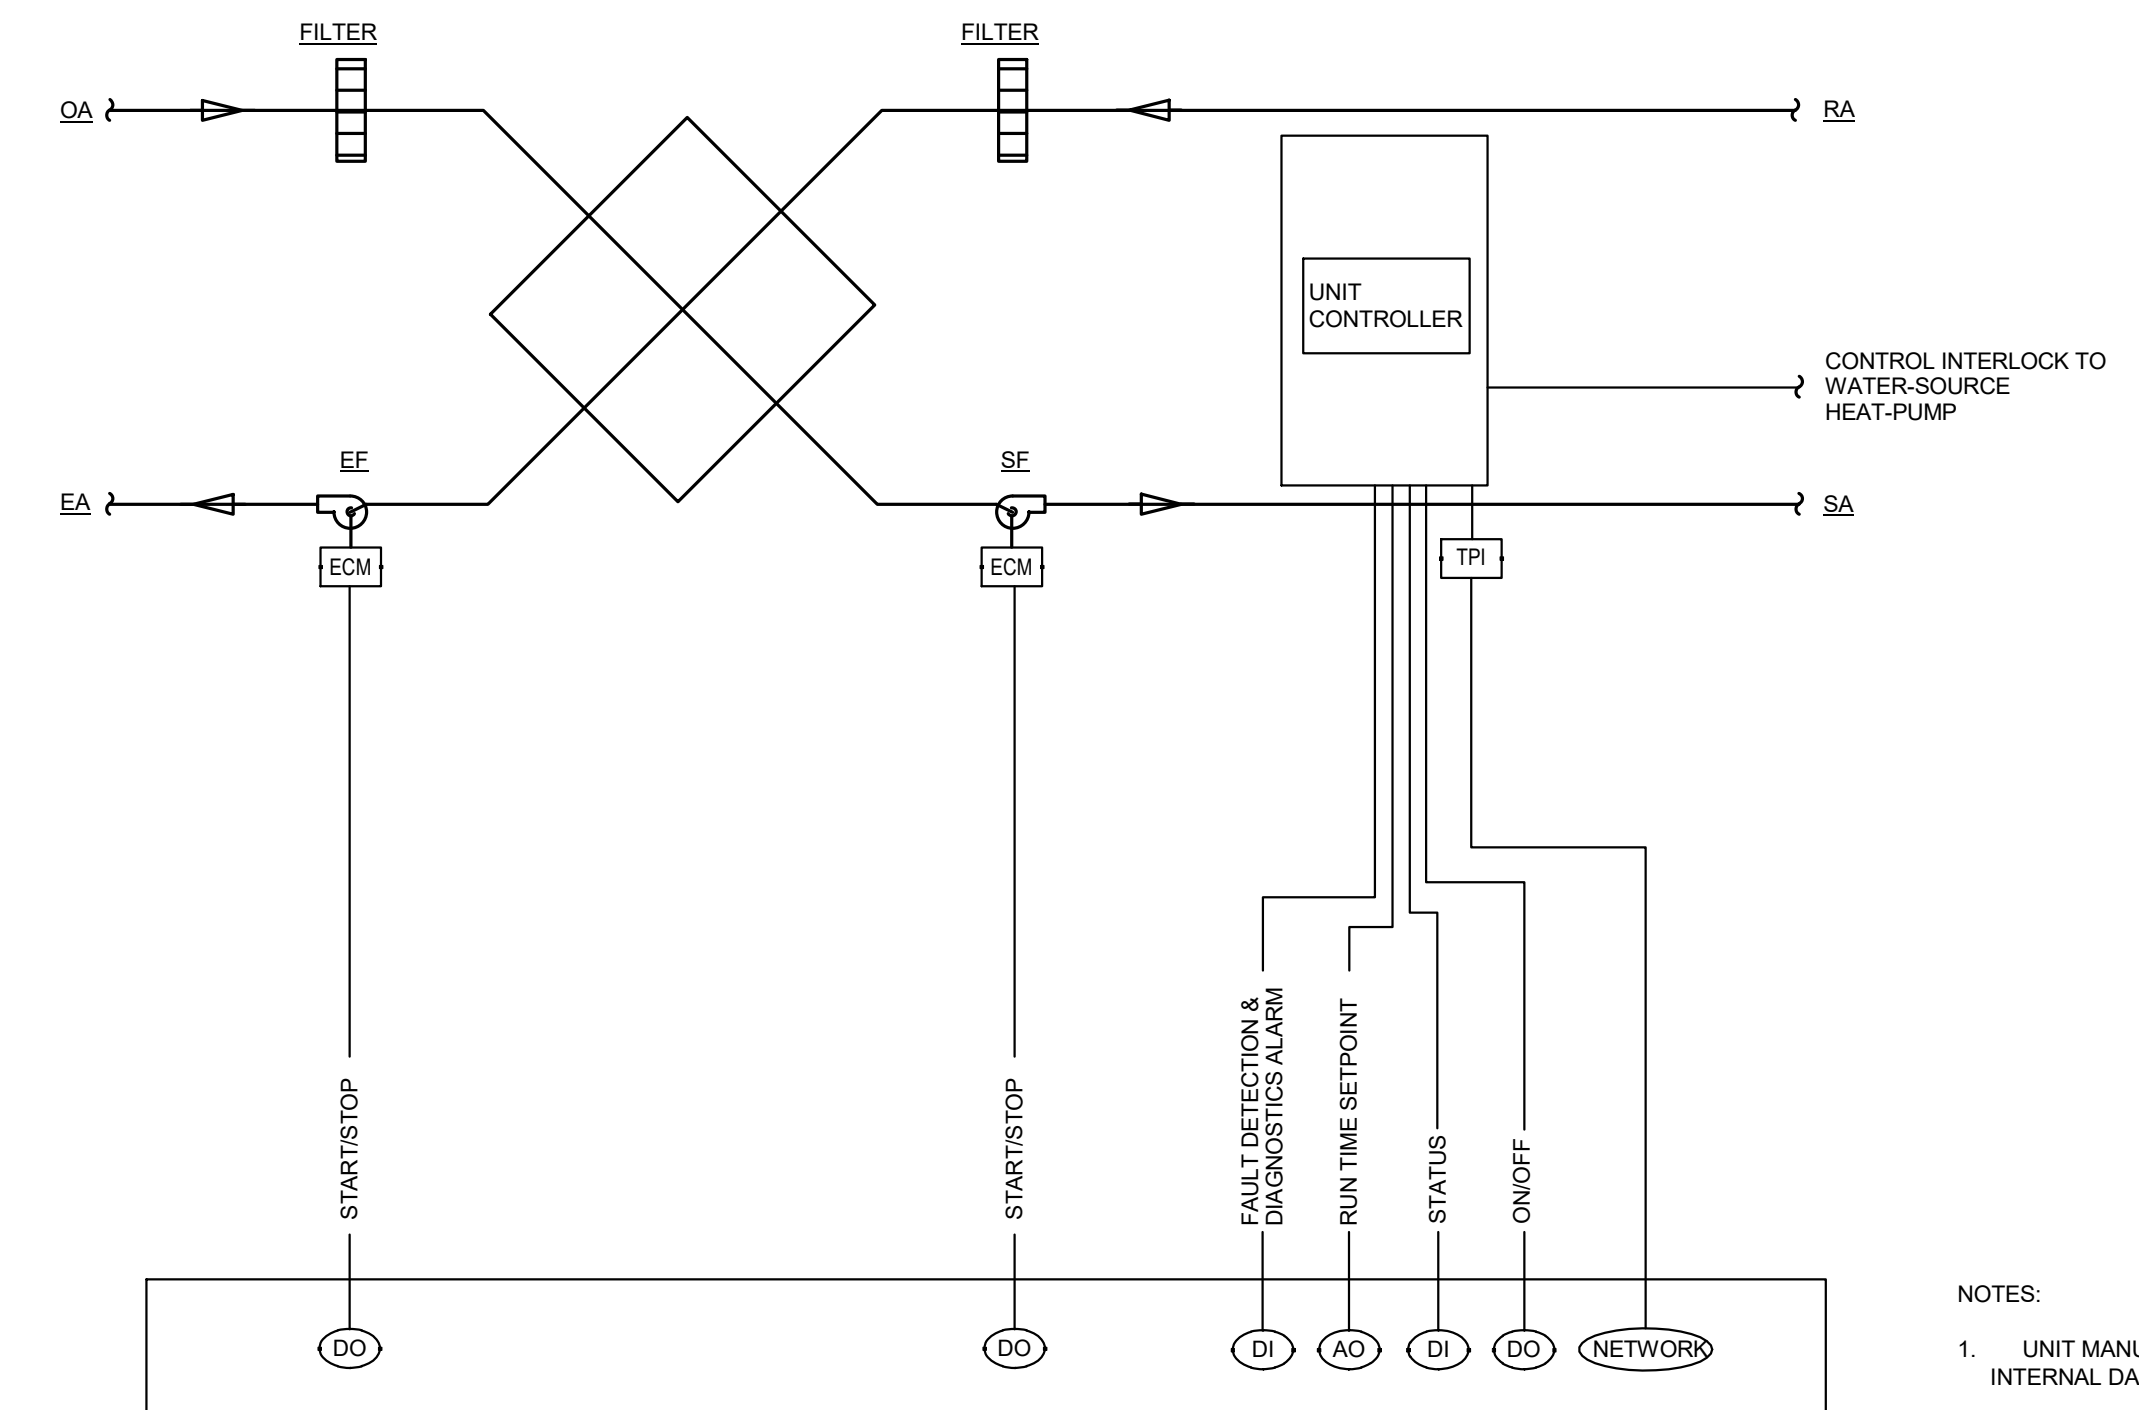 FILTER
FILTER
OA
RA
UNIT
CONTROLLER
CONTROL INTERLOCK TO
WATER-SOURCE
HEAT-PUMP
EF
SF
EA
SA
ECM
ECM
TPI
START/STOP
START/STOP
FAULT DETECTION &
DIAGNOSTICS ALARM
RUN TIME SETPOINT
STATUS
ON/OFF
DO
DO
DI
AO
DI
DO
NETWORK
NOTES:
1. UNIT
INTERNAL